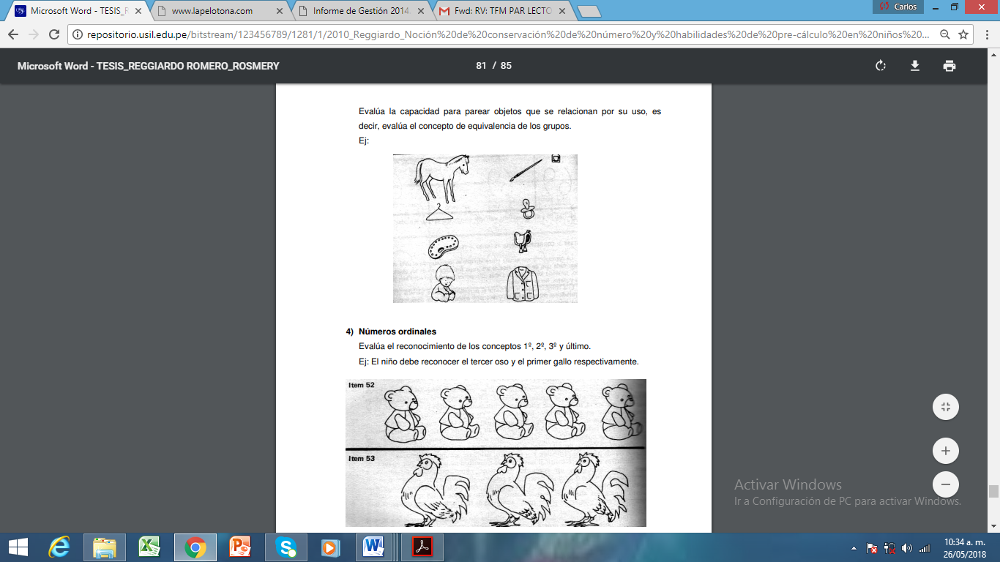 Microsoft Word - TESIS_R
www.lapelotona.com
Informe de Gestión 2014.
Fwd: RV: TFM PAR LECTO
Carlos
repositorio.usil.edu.pe/bitstream/123456789/1281/1/2010_Reggiardo_Noción%20de%20conservación%20de%20número%20y%20habilidades%20de%20pre-cálculo%20en%20niños%20...
Microsoft Word - TESIS_REGGIARDO ROMERO_ROSMERY
81 / 85
Evalúa la capacidad para parear objetos que se relacionan por su uso, es
decir, evalúa el concepto de equivalencia de los grupos.
Ej:
4) Números ordinales
Evalúa el reconocimiento de los conceptos 1º, 2º, 3º y último.
Ej: El niño debe reconocer el tercer oso y el primer gallo respectivamente.
Item 52
Item 53
Activar Windows
Ir a Configuración de PC para activar Windows.
10:34 a. m.
26/05/2018